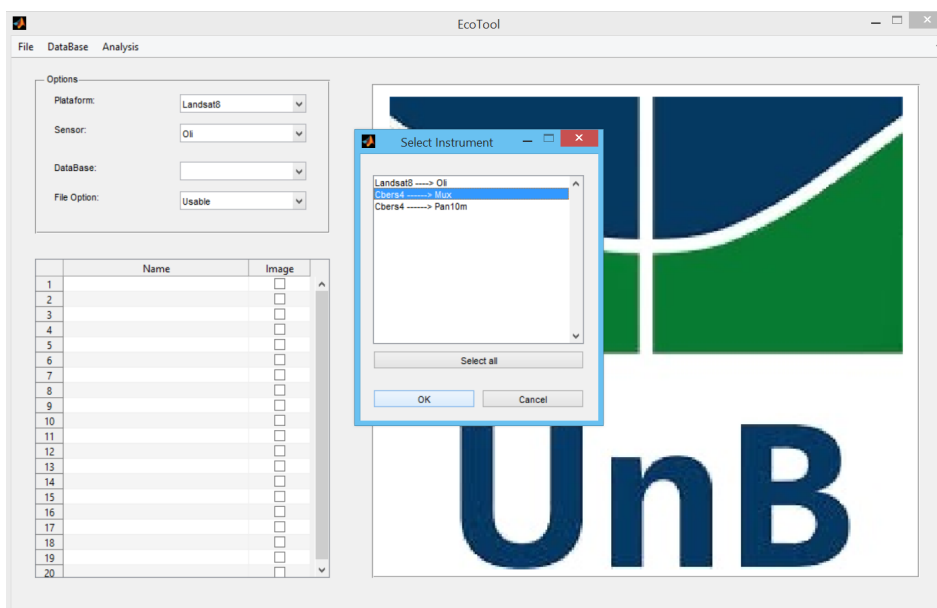 EcoTool
File DataBase Analysis
Options
Plataform:
Landsat8
Sensor:
Oli
DataBase:
File Option:
Usable
Name Image
1
2
3
4
5
6
7
8
9
10
11
12
13
14
15
16
17
18
19
20
Select Instrument
Landsat8 ----> Oli
Cbers4 ------> Mux
Cbers4 ------> Pan10m
Select all
OK Cancel
UnB